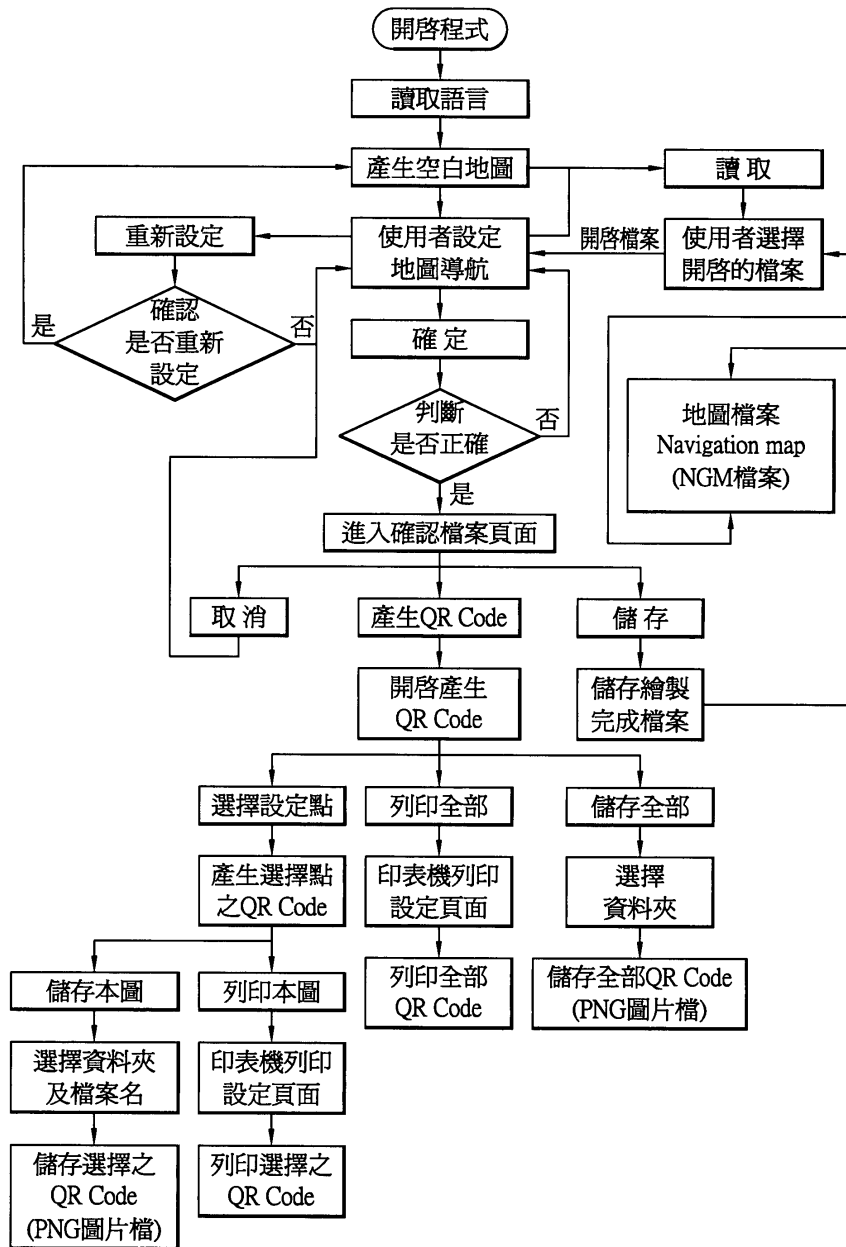 開啓程式
讀取語言
產生空白地圖
讀 取
重新設定
使用者設定
地圖導航
開啓檔案
使用者選擇
開啓的檔案
是
確認
是否重新
設定
否
確 定
判斷
是否正確
否
是
地圖檔案
Navigation map
(NGM檔案)
進入確認檔案頁面
取 消
產生QR Code
儲 存
開啓產生
QR Code
儲存繪製
完成檔案
選擇設定點
列印全部
儲存全部
產生選擇點
之QR Code
印表機列印
設定頁面
選擇
資料夾
儲存本圖
列印本圖
列印全部
QR Code
儲存全部QR Code
(PNG圖片檔)
選擇資料夾
及檔案名
印表機列印
設定頁面
儲存選擇之
QR Code
(PNG圖片檔)
列印選擇之
QR Code